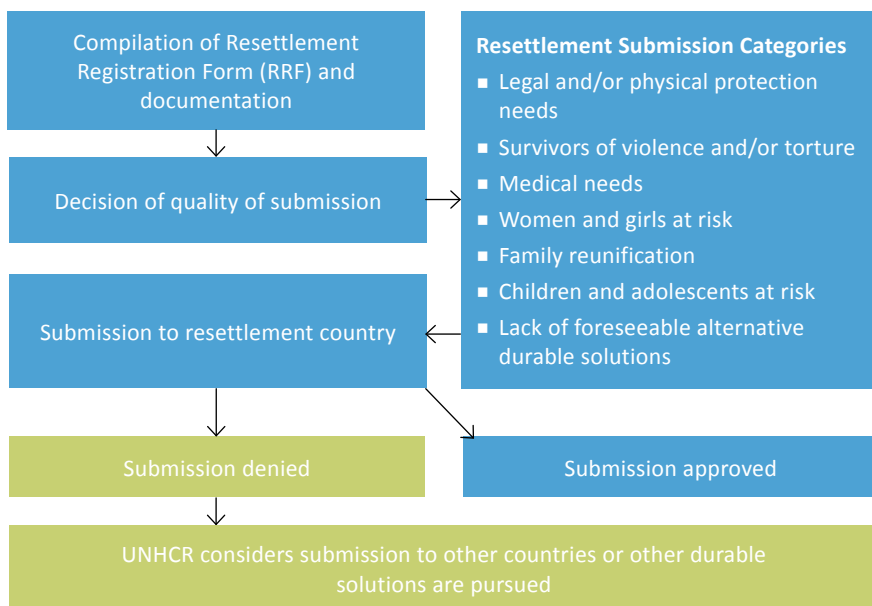 Compilation of Resettlement
Registration Form (RRF) and
documentation
Decision of quality of submission
Resettlement Submission Categories
▪ Legal and/or physical protection
needs
▪ Survivors of violence and/or torture
▪ Medical needs
▪ Women and girls at risk
▪ Family reunification
▪ Children and adolescents at risk
▪ Lack of foreseeable alternative
durable solutions
Submission to resettlement country
Submission denied
Submission approved
UNHCR considers submission to other countries or other durable
solutions are pursued